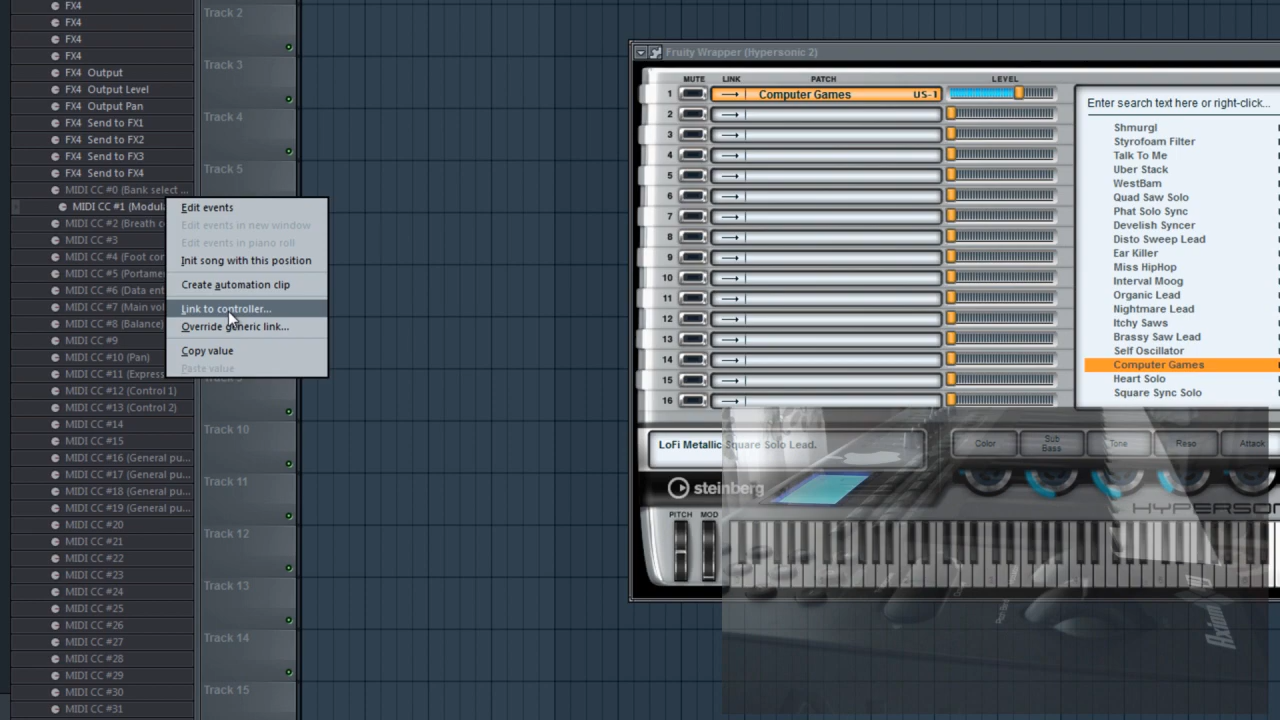 FX4
FX4
FX4
FX4
FX4 Output
FX4 Output Level
FX4 Output Pan
FX4 Send to FX1
FX4 Send to FX2
FX4 Send to FX3
FX4 Send to FX4
MIDI CC #0 (Bank select ...
MIDI CC #1 (Modul
MIDI CC #2 (Breath c
MIDI CC #3
MIDI CC #4 (Foot cor
MIDI CC #5 (Portame
MIDI CC #6 (Data ent
MIDI CC #7 (Main vol
MIDI CC #8 (Balance)
MIDI CC #9
MIDI CC #10 (Pan)
MIDI CC #11 (Express
MIDI CC #12 (Control 1)
MIDI CC #13 (Control 2)
MIDI CC #14
MIDI CC #15
MIDI CC #16 (General pu...
MIDI CC #17 (General pu...
MIDI CC #18 (General pu...
MIDI CC #19 (General pu...
MIDI CC #20
MIDI CC #21
MIDI CC #22
MIDI CC #23
MIDI CC #24
MIDI CC #25
MIDI CC #26
MIDI CC #27
MIDI CC #28
MIDI CC #29
MIDI CC #30
MIDI CC #31
Track 2
Track 3
Track 4
Track 5
Track 10
Track 11
Track 12
Track 13
Track 14
Track 15
Edit events
Edit events in new window
Edit events in piano roll
Init song with this position
Create automation clip
Link to controller...
Override generic link...
Copy value
Paste value
Fruity Wrapper (Hypersonic 2)
MUTE LINK PATCH LEVEL
1 Computer Games US-1
2
3
4
5
6
7
8
9
10
11
12
13
14
15
16
Enter search text here or right-click...
Shmurgl
Styrofoam Filter
Talk To Me
Uber Stack
WestBam
Quad Saw Solo
Phat Solo Sync
Develish Syncer
Disto Sweep Lead
Ear Killer
Miss HipHop
Interval Moog
Organic Lead
Nightmare Lead
Itchy Saws
Brassy Saw Lead
Self Oscillator
Computer Games
Heart Solo
Square Sync Solo
LoFi Metallic Square Solo Lead.
Color
Sub
Bass
Tone
Reso
Attack
steinberg
HYPERSON
PITCH MOD
Axiom